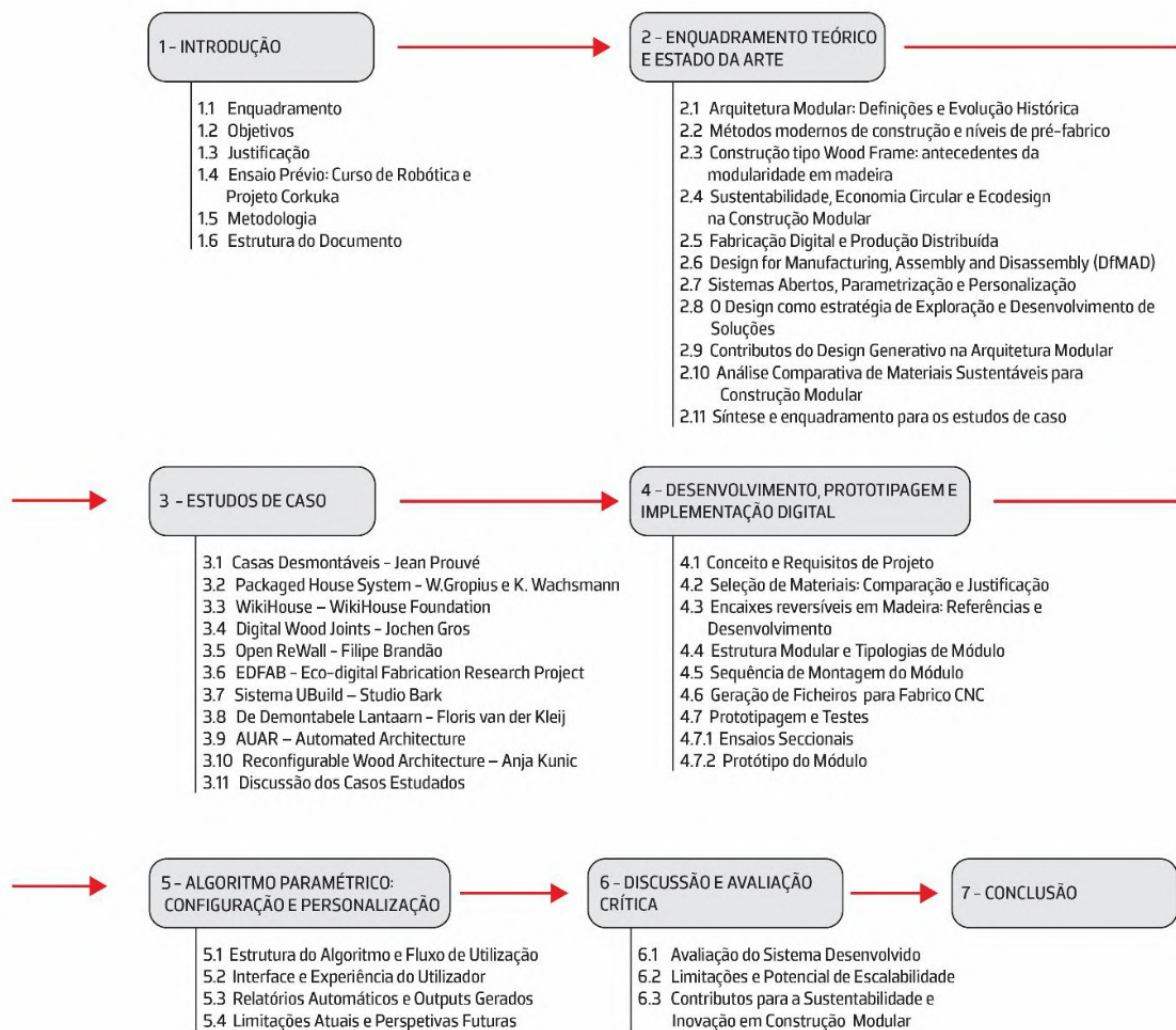 1 - INTRODUÇÃO
1.1 Enquadramento
1.2 Objetivos
1.3 Justificação
1.4 Ensaio Prévio: Curso de Robótica e
Projeto Corkuka
1.5 Metodologia
1.6 Estrutura do Documento
2 - ENQUADRAMENTO TEÓRICO
E ESTADO DA ARTE
2.1 Arquitetura Modular: Definições e Evolução Histórica
2.2 Métodos modernos de construção e níveis de pré-fabrico
2.3 Construção tipo Wood Frame: antecedentes da
modularidade em madeira
2.4 Sustentabilidade, Economia Circular e Ecodesign
na Construção Modular
2.5 Fabricação Digital e Produção Distribuída
2.6 Design for Manufacturing, Assembly and Disassembly (DfMAD)
2.7 Sistemas Abertos, Parametrização e Personalização
2.8 O Design como estratégia de Exploração e Desenvolvimento de
Soluções
2.9 Contributos do Design Generativo na Arquitetura Modular
2.10 Análise Comparativa de Materiais Sustentáveis para
Construção Modular
2.11 Síntese e enquadramento para os estudos de caso
3 - ESTUDOS DE CASO
3.1 Casas Desmontáveis - Jean Prouvé
3.2 Packaged House System - W.Gropius e K. Wachsmann
3.3 WikiHouse – WikiHouse Foundation
3.4 Digital Wood Joints - Jochen Gros
3.5 Open ReWall - Filipe Brandão
3.6 EDFAB - Eco-digital Fabrication Research Project
3.7 Sistema UBuild – Studio Bark
3.8 De Demontabele Lantaarn – Floris van der Kleij
3.9 AUAR – Automated Architecture
3.10 Reconfigurable Wood Architecture – Anja Kunic
3.11 Discussão dos Casos Estudados
4 - DESENVOLVIMENTO, PROTOTIPAGEM E
IMPLEMENTAÇÃO DIGITAL
4.1 Conceito e Requisitos de Projeto
4.2 Seleção de Materiais: Comparação e Justificação
4.3 Encaixes reversíveis em Madeira: Referências e
Desenvolvimento
4.4 Estrutura Modular e Tipologias de Módulo
4.5 Sequência de Montagem do Módulo
4.6 Geração de Ficheiros para Fabrico CNC
4.7 Prototipagem e Testes
4.7.1 Ensaios Seccionais
4.7.2 Protótipo do Módulo
5 - ALGORITMO PARAMÉTRICO:
CONFIGURAÇÃO E PERSONALIZAÇÃO
5.1 Estrutura do Algoritmo e Fluxo de Utilização
5.2 Interface e Experiência do Utilizador
5.3 Relatórios Automáticos e Outputs Gerados
5.4 Limitações Atuais e Perspetivas Futuras
6 - DISCUSSÃO E AVALIAÇÃO
CRÍTICA
6.1 Avaliação do Sistema Desenvolvido
6.2 Limitações e Potencial de Escalabilidade
6.3 Contributos para a Sustentabilidade e
Inovação em Construção Modular
7 - CONCLUSÃO